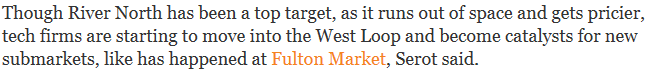 Though River North has been a top target, as it runs out of space and gets pricier,
tech firms are starting to move into the West Loop and become catalysts for new
submarkets, like has happened at Fulton Market, Serot said.